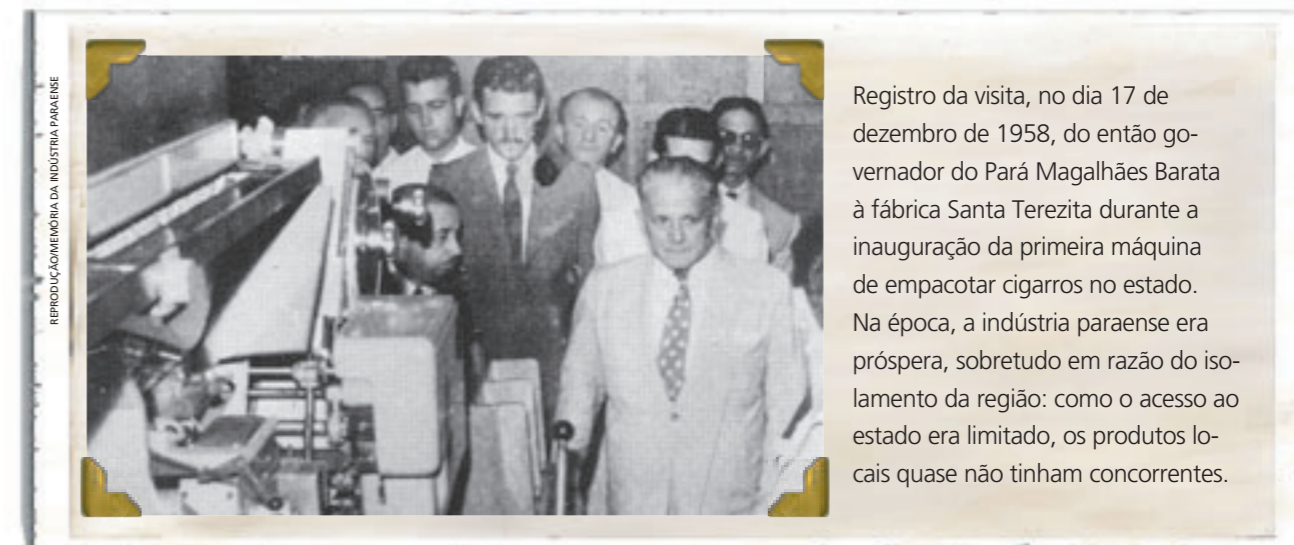 REPRODUÇÃO/MEMÓRIA DA INDÚSTRIA PARAENSE
Registro da visita, no dia 17 de
dezembro de 1958, do então go-
vernador do Pará Magalhães Barata
à fábrica Santa Terezita durante a
inauguração da primeira máquina
de empacotar cigarros no estado.
Na época, a indústria paraense era
próspera, sobretudo em razão do iso-
lamento da região: como o acesso ao
estado era limitado, os produtos lo-
cais quase não tinham concorrentes.